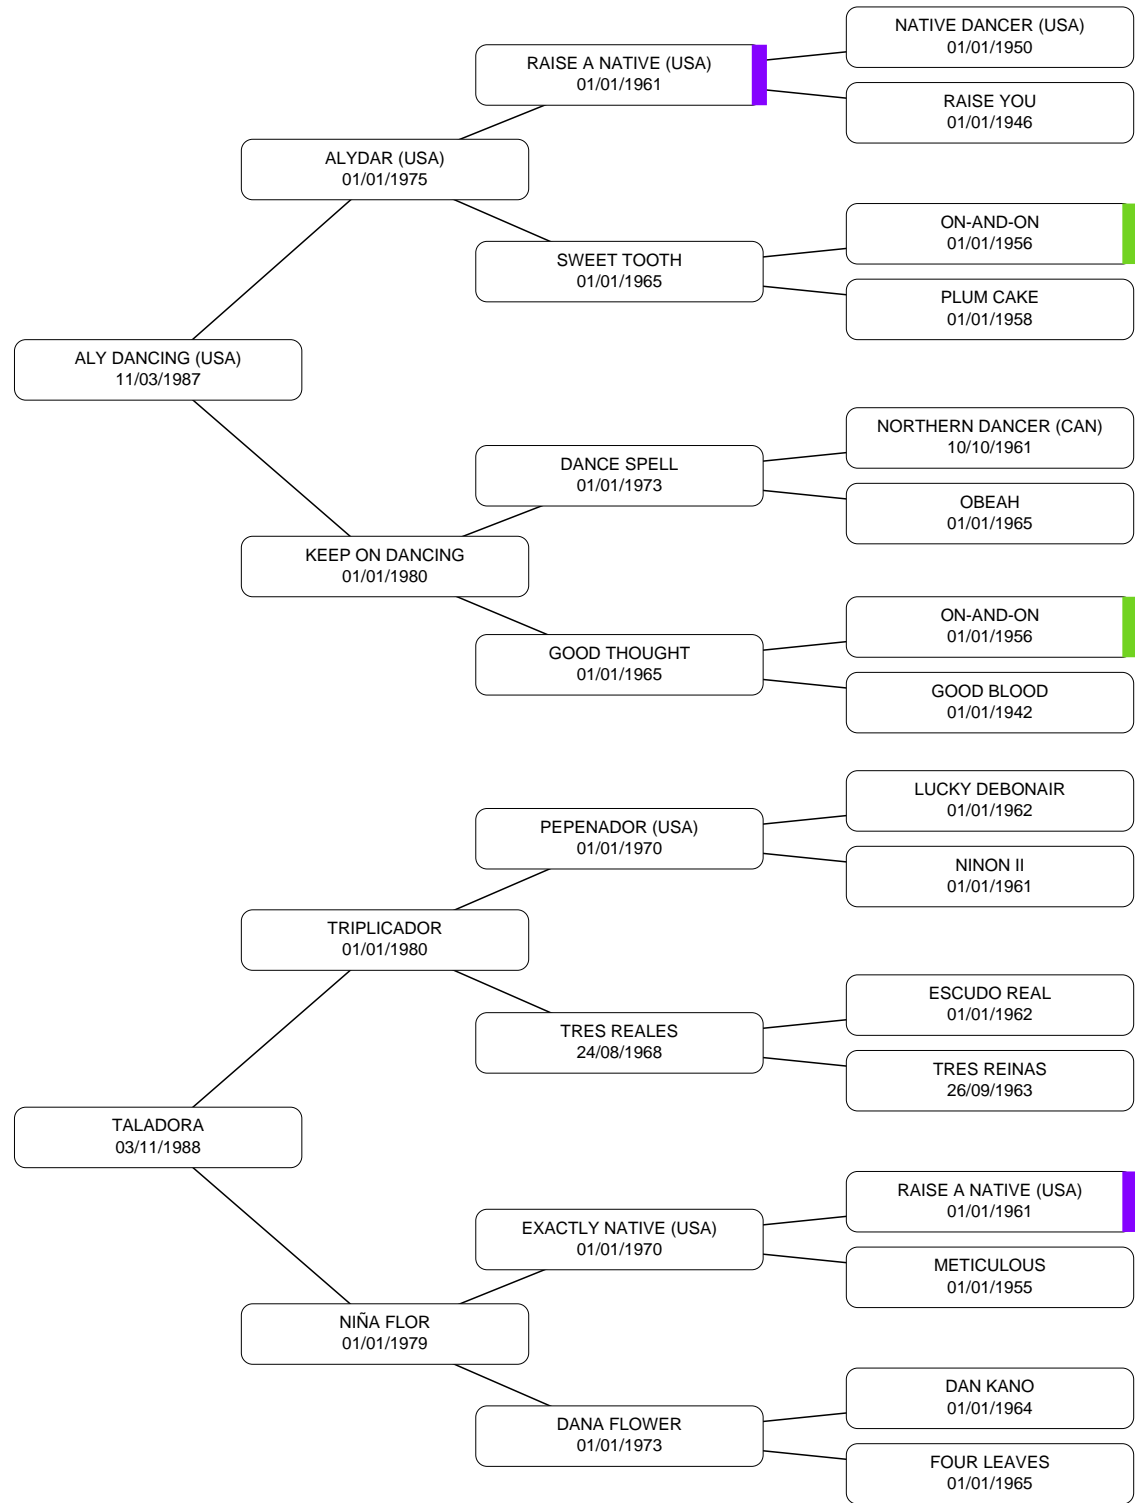 NATIVE DANCER (USA)
01/01/1950
RAISE A NATIVE (USA)
01/01/1961
RAISE YOU
01/01/1946
ALYDAR (USA)
01/01/1975
ON-AND-ON
01/01/1956
SWEET TOOTH
01/01/1965
PLUM CAKE
01/01/1958
ALY DANCING (USA)
11/03/1987
NORTHERN DANCER (CAN)
10/10/1961
DANCE SPELL
01/01/1973
OBEAH
01/01/1965
KEEP ON DANCING
01/01/1980
ON-AND-ON
01/01/1956
GOOD THOUGHT
01/01/1965
GOOD BLOOD
01/01/1942
LUCKY DEBONAIR
01/01/1962
PEPENADOR (USA)
01/01/1970
NINON II
01/01/1961
TRIPLICADOR
01/01/1980
ESCUDO REAL
01/01/1962
TRES REALES
24/08/1968
TRES REINAS
26/09/1963
TALADORA
03/11/1988
RAISE A NATIVE (USA)
01/01/1961
EXACTLY NATIVE (USA)
01/01/1970
METICULOUS
01/01/1955
NIÑA FLOR
01/01/1979
DAN KANO
01/01/1964
DANA FLOWER
01/01/1973
FOUR LEAVES
01/01/1965